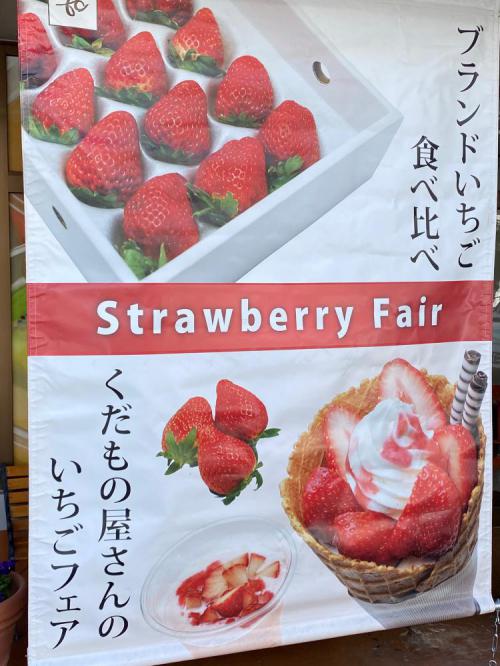 ブランドいちご
食べ比べ
Strawberry Fair
くだもの屋さんの
いちごフェア